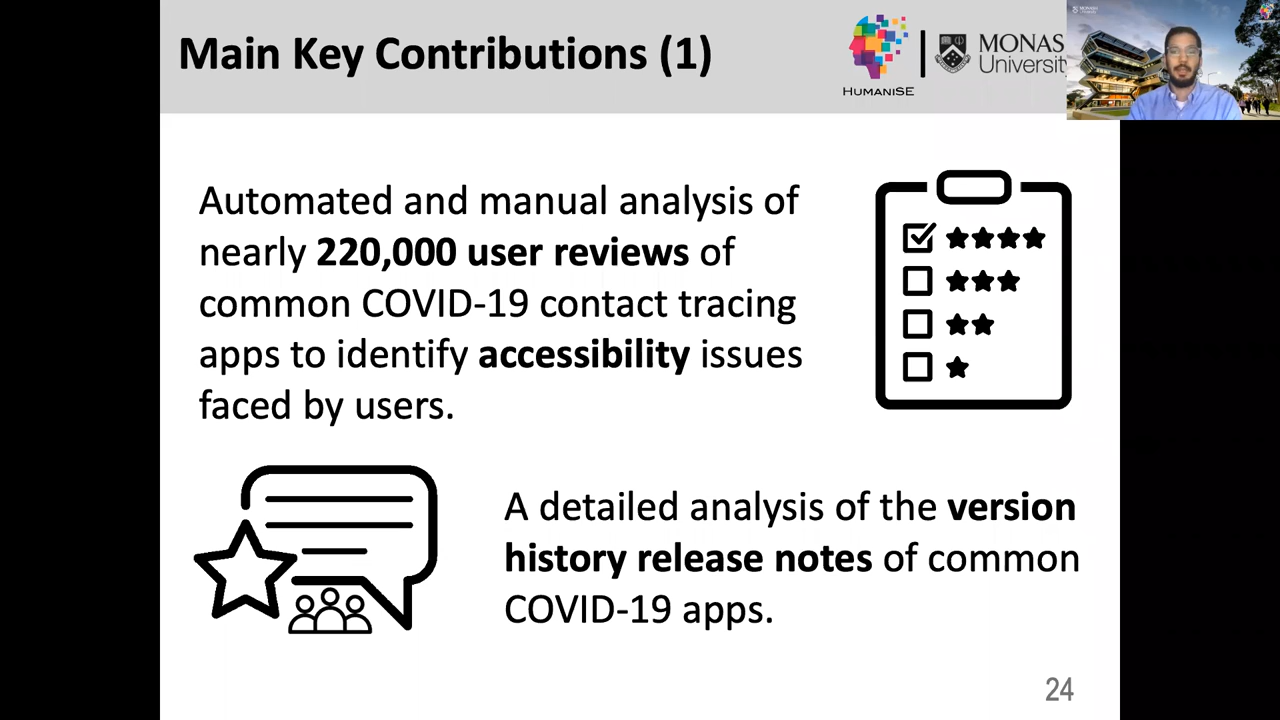 Main Key Contributions (1)
HUMANISE
MONAS
University
MONASH
Automated and manual analysis of
nearly 220,000 user reviews of
common COVID-19 contact tracing
apps to identify accessibility issues
faced by users.
A detailed analysis of the version
history release notes of common
COVID-19 apps.
24